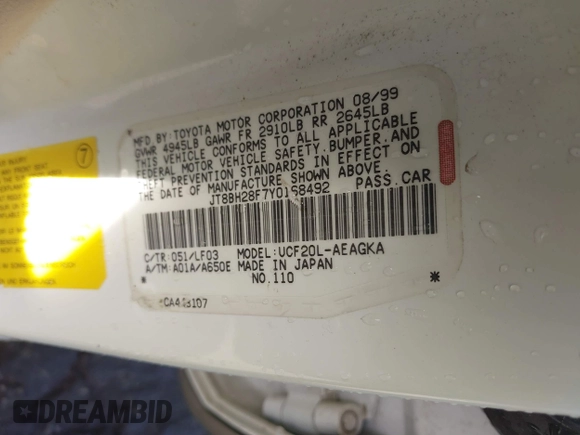 MFD BY:TOYOTA MOTOR CORPORATION 08/99
GVWR 4945LB GAWR FR 2910LB RR 2645LB
THIS VEHICLE CONFORMS TO ALL APPLICABLE
FEDERAL MOTOR VEHICLE SAFETY.BUMPER.AND
THEFT PREVENTION STANDARDS IN EFFECT ON
THE DATE OF MANUFACTURE SHOWN ABOVE.
JT8BH28F7Y0168492 PASS.CAR
C/TR:051/LF03 MODEL:UCF20L-AEAGKA
A/TM:A01A/A650E MADE IN JAPAN
NO.110
7
INJURY
DREAMBID